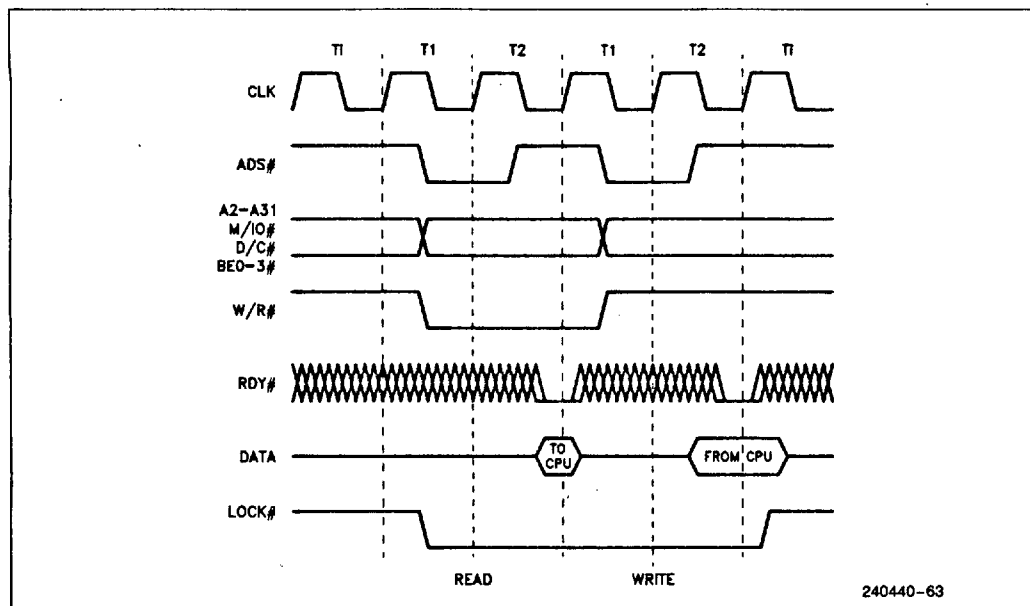 Ti T1 T2 T1 T2 Ti
CLK
ADS#
A2-A31
M/IO#
D/C#
BE0-3#
W/R#
RDY#
DATA
TO
CPU
FROM CPU
LOCK#
READ WRITE
240440-63